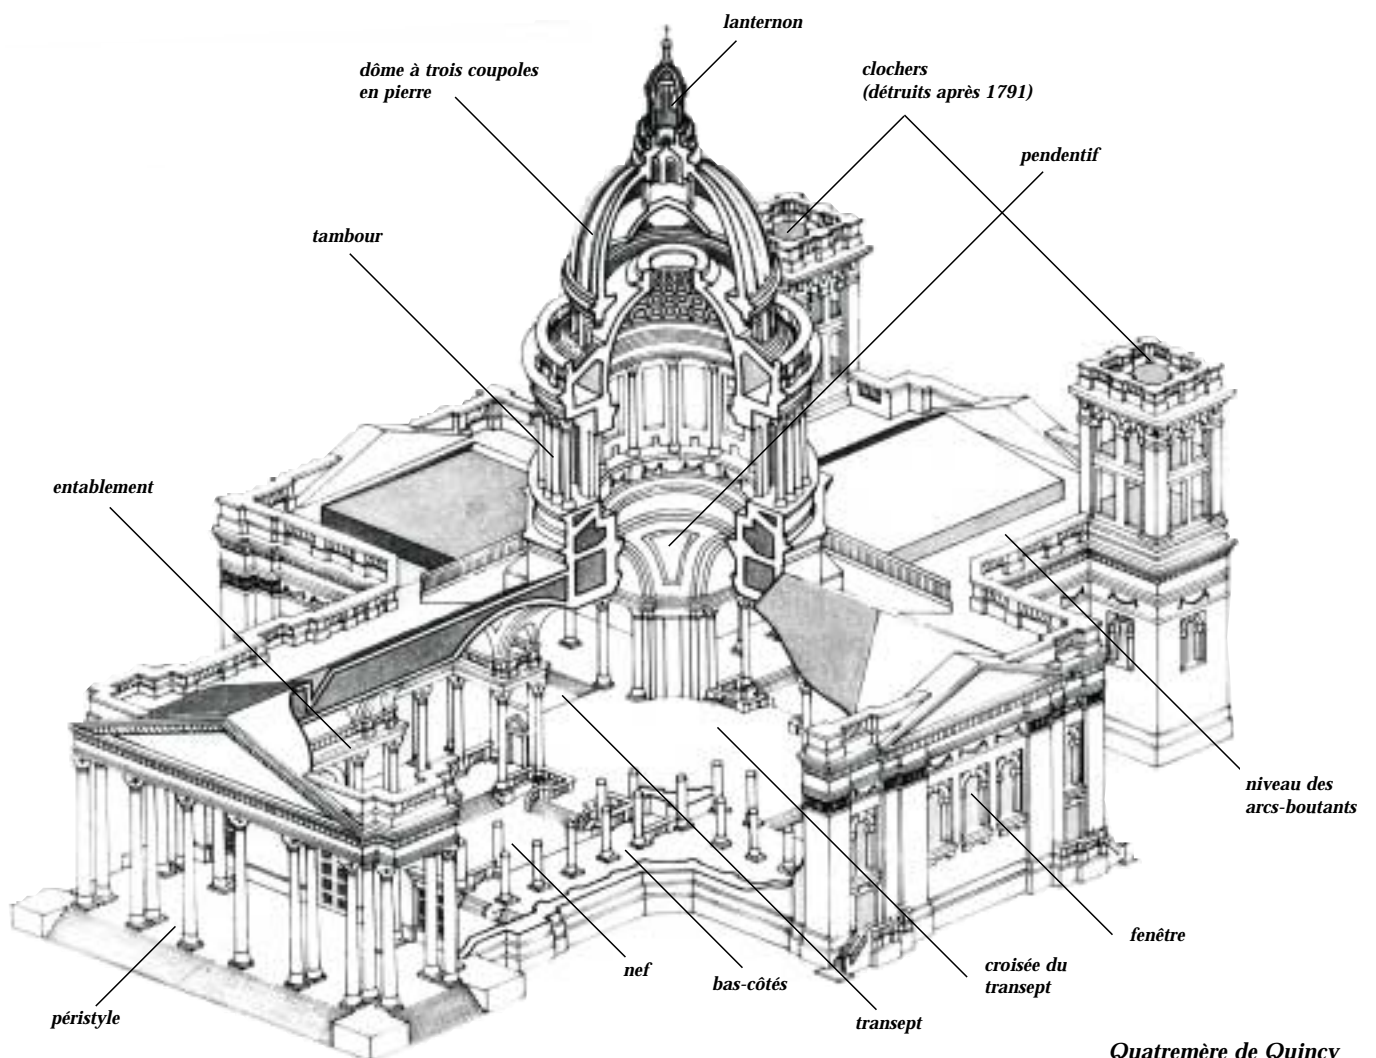 lanternon
dôme à trois coupoles
en pierre
clochers
(détruits après 1791)
pendentif
tambour
entablement
niveau des
arcs-boutants
fenêtre
croisée du
transept
nef
bas-côtés
péristyle
transept
Quatremère de Quincy